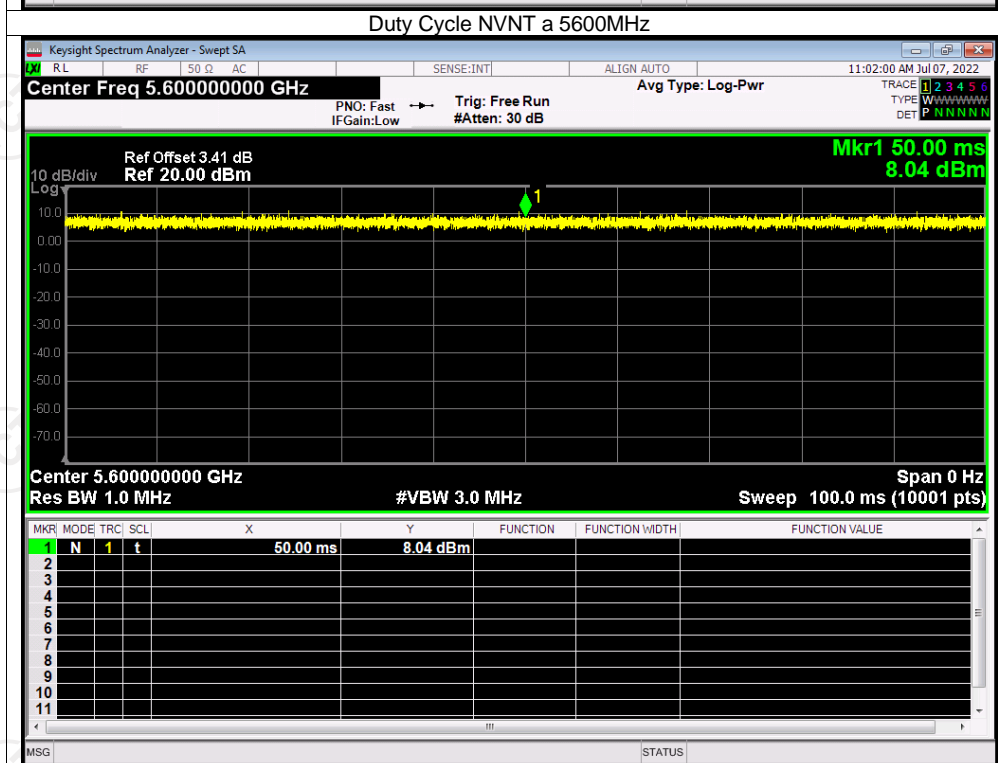 Duty Cycle NVNT a 5600MHz
Keysight Spectrum Analyzer - Swept SA
LXI RL RF 50 Ω AC SENSE:INT ALIGN AUTO 11:02:00 AM Jul 07, 2022
Center Freq 5.600000000 GHz Avg Type: Log-Pwr TRACE 1 2 3 4 5 6
PNO: Fast Trig: Free Run TYPE WWWWWW
IFGain:Low #Atten: 30 dB DET P N N N N N
Ref Offset 3.41 dB Mkr1 50.00 ms
10 dB/div Ref 20.00 dBm 8.04 dBm
Log
1
10.0
0.00
-10.0
-20.0
-30.0
-40.0
-50.0
-60.0
-70.0
Center 5.600000000 GHz Span 0 Hz
Res BW 1.0 MHz #VBW 3.0 MHz Sweep 100.0 ms (10001 pts)
MKR MODE TRC SCL X Y FUNCTION FUNCTION WIDTH FUNCTION VALUE
1 N 1 t 50.00 ms 8.04 dBm
2
3
4
5
6
7
8
9
10
11
MSG STATUS